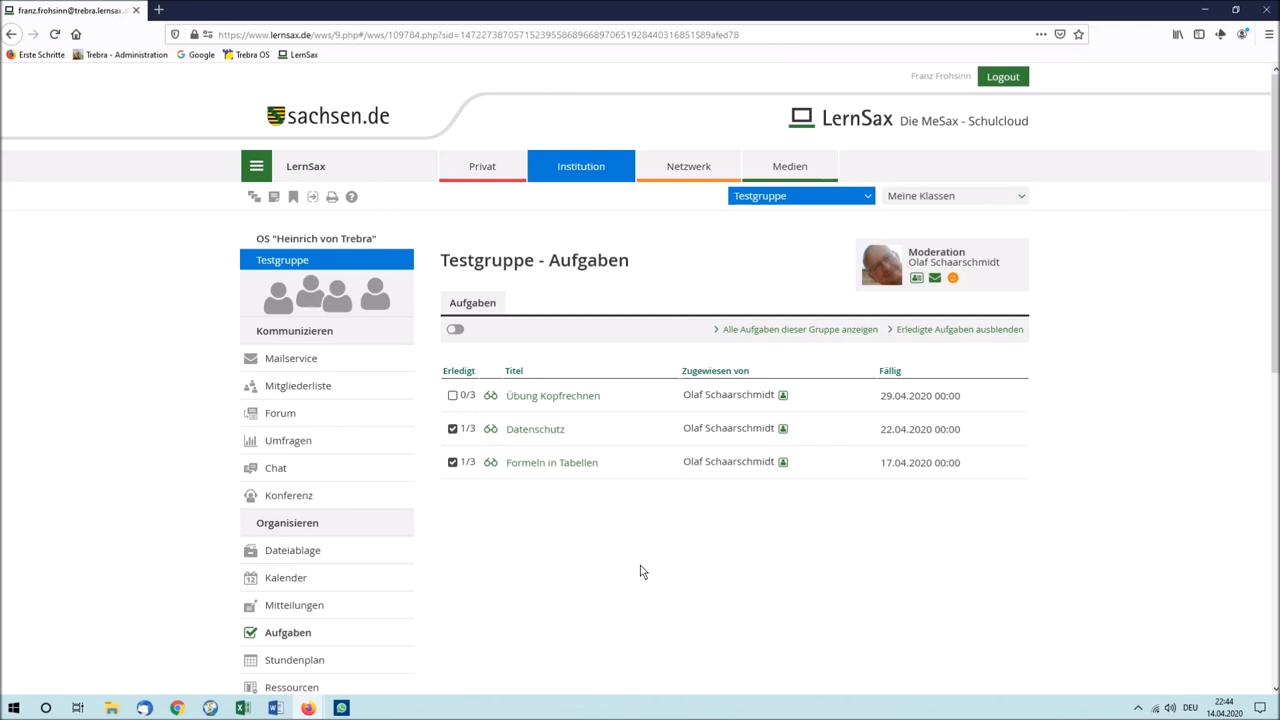 franz.frohsinn@trebra.lernsax.
https://www.lernsax.de/wws/9.php#/wws/109784.php?sid=14722738705715239558689668970651928440316851S89afed78
Erste Schritte
Trebra - Administration
Google
Trebra OS
LernSax
Franz Frohsinn
Logout
sachsen.de
LernSax Die MeSax - Schulcloud
LernSax
Privat
Institution
Netzwerk
Medien
Testgruppe
Meine Klassen
OS "Heinrich von Trebra"
Testgruppe
Kommunizieren
Mailservice
Mitgliederliste
Forum
Umfragen
Chat
Konferenz
Organisieren
Dateiablage
Kalender
12
Mitteilungen
Aufgaben
Stundenplan
Ressourcen
Testgruppe - Aufgaben
Moderation
Olaf Schaarschmidt
Aufgaben
Alle Aufgaben dieser Gruppe anzeigen
Erledigte Aufgaben ausblenden
Erledigt Titel Zugewiesen von Fällig
0/3 Übung Kopfrechnen Olaf Schaarschmidt 29.04.2020 00:00
1/3 Datenschutz Olaf Schaarschmidt 22.04.2020 00:00
1/3 Formeln in Tabellen Olaf Schaarschmidt 17.04.2020 00:00
DEU
22:44
14.04.2020